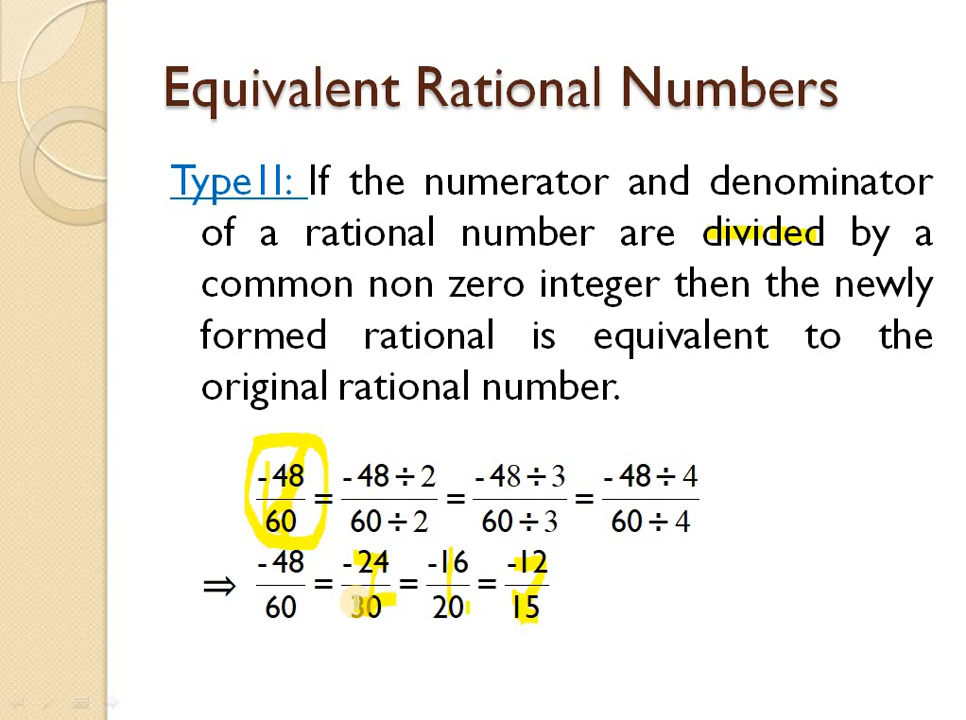 Equivalent Rational Numbers
Type1I: If the numerator and denominator
of a rational number are divided by a
common non zero integer then the newly
formed rational is equivalent to the
original rational number.
-48/60 = -48÷2/60÷2 = -48÷3/60÷3 = -48÷4/60÷4
⇒ -48/60 = -24/30 = -16/20 = -12/15